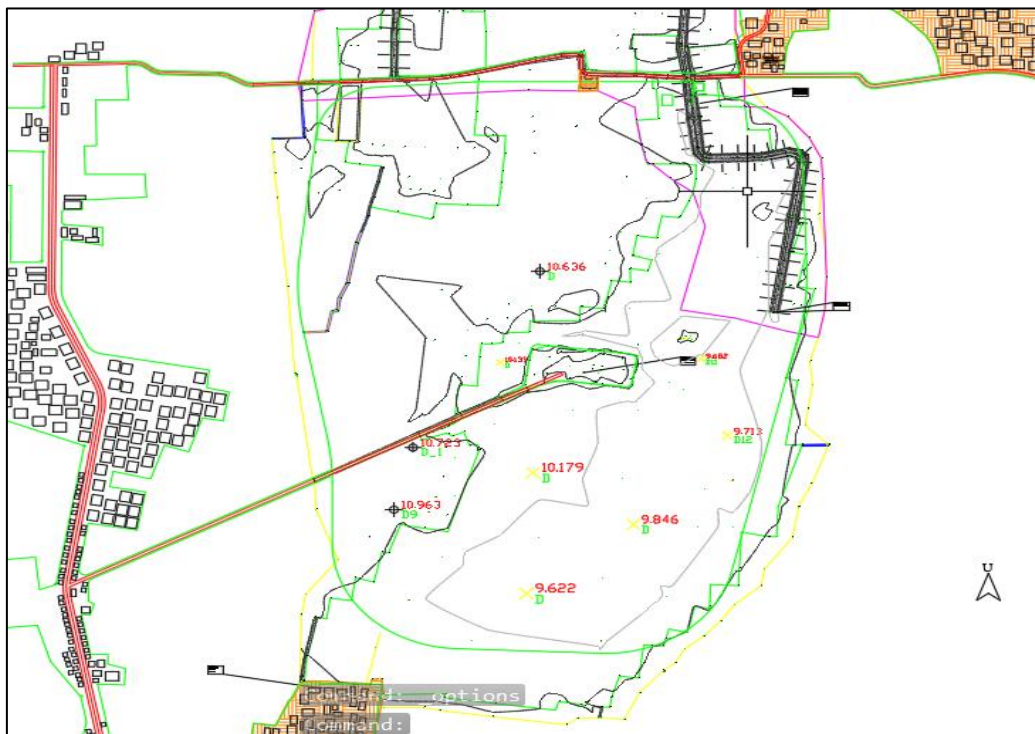 10.636
D
9.682
9.713
D12
10.723
D_1
10.179
D
10.963
D9
9.846
D
9.622
D
U
options
Command: